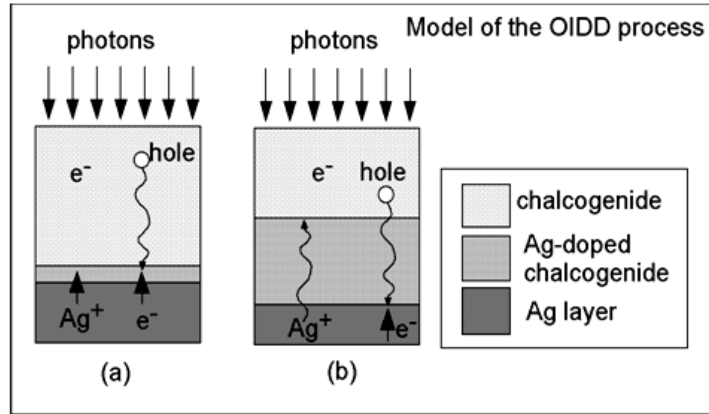 Model of the OIDD process
photons
photons
e-
hole
Ag+
e-
(a)
e-
hole
Ag+
e-
(b)
chalcogenide
Ag-doped
chalcogenide
Ag layer